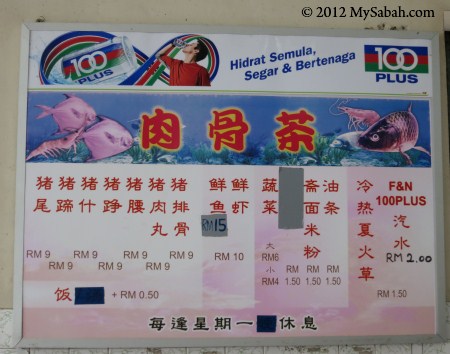 © 2012 MySabah.com
100 PLUS
Hidrat Semula,
Segar & Bertenaga
100 PLUS
肉骨茶
猪尾
RM 9
猪蹄
RM 9
猪什
RM 9
猪踭
RM 9
猪腰
RM 9
猪肉丸
RM 9
猪排骨
RM 9
鲜鱼
RM15
鲜虾
RM 10
蔬菜
大 RM6
小 RM4
RM 1.50
斋面米粉
RM 1.50
油条
RM 1.50
冷热夏火草
F&N
100PLUS
汽水
RM 2.00
RM 1.50
饭 + RM 0.50
每逢星期一 休息